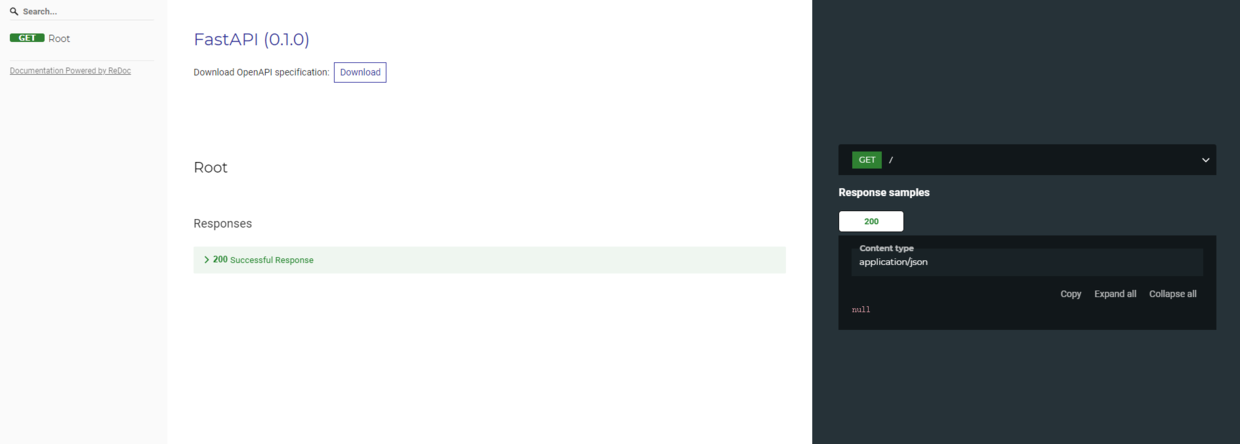 Search...
GET Root
Documentation Powered by ReDoc
FastAPI (0.1.0)
Download OpenAPI specification: Download
Root
Responses
200 Successful Response
GET /
Response samples
200
Content type
application/json
Copy Expand all Collapse all
null